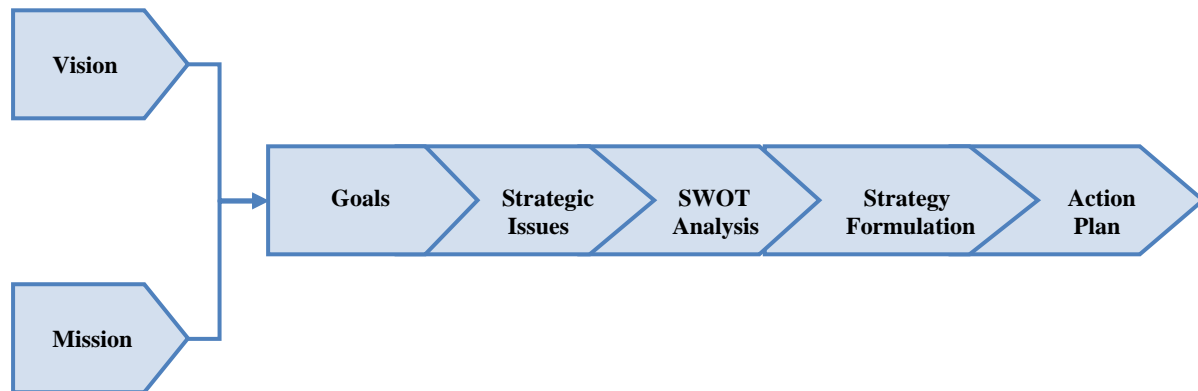 Vision
Goals
Strategic
Issues
SWOT
Analysis
Strategy
Formulation
Action
Plan
Mission